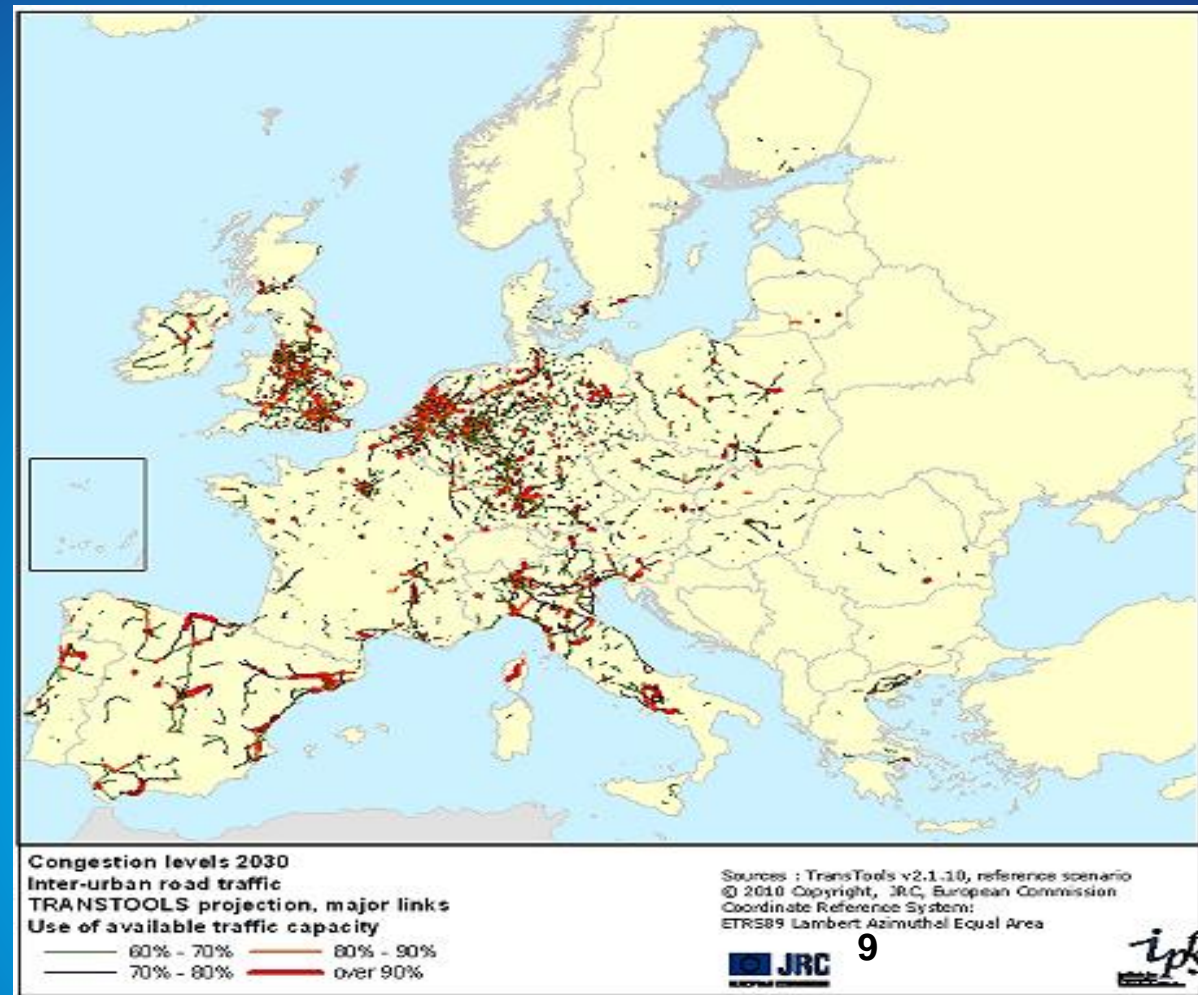 Congestion levels 2030
Inter-urban road traffic
TRANSTOOLS projection, major links
Use of available traffic capacity
60% - 70%
80% - 90%
70% - 80%
over 90%
Sources : TransTools v2.1.10, reference scenario
© 2010 Copyright, JRC, European Commission
Coordinate Reference System:
ETRS89 Lambert Azimuthal Equal Area
9
JRC
EUROPEAN COMMISSION